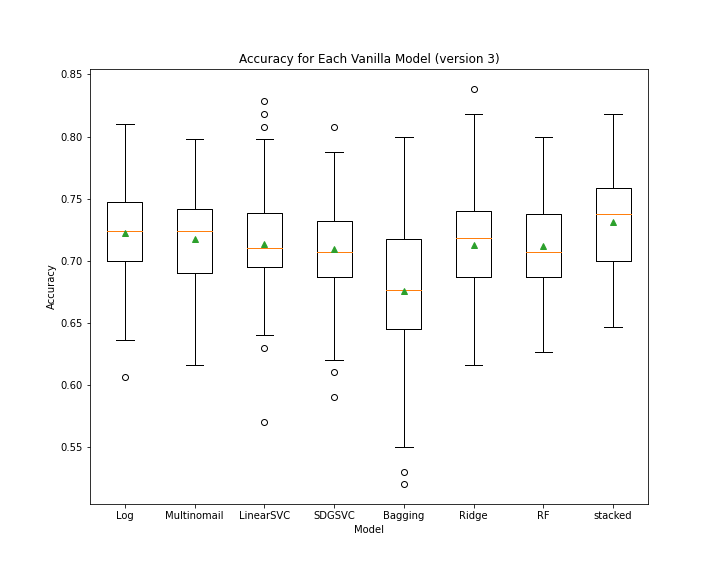 Accuracy for Each Vanilla Model (version 3)
0.85
0.80
0.75
0.70
0.65
0.60
0.55
Accuracy
Log Multinomail LinearSVC SDGSVC Bagging Ridge RF stacked
Model